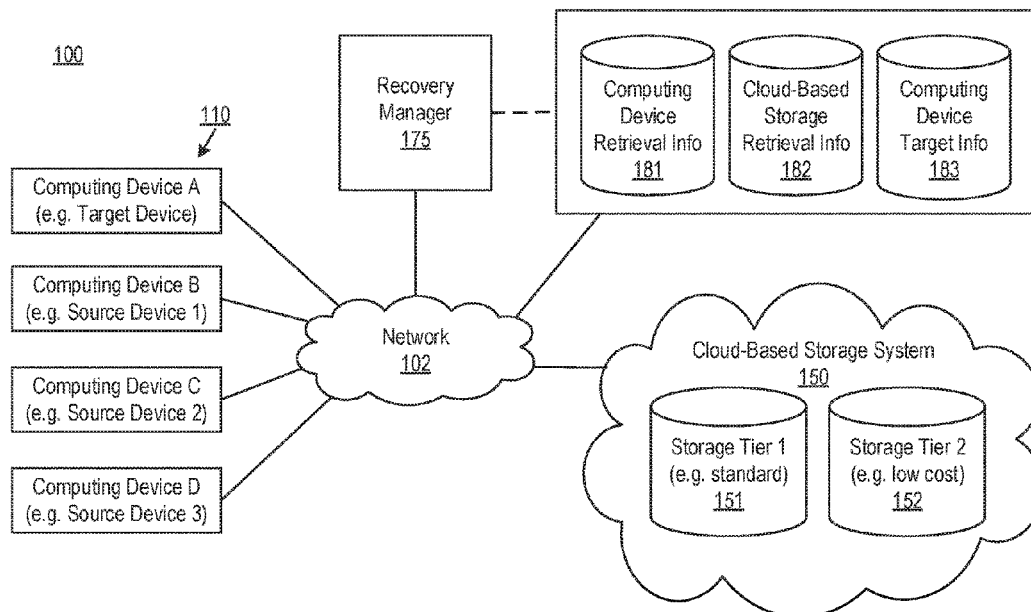 100
110
Computing Device A
(e.g. Target Device)
Computing Device B
(e.g. Source Device 1)
Computing Device C
(e.g. Source Device 2)
Computing Device D
(e.g. Source Device 3)
Recovery
Manager
175
Computing
Device
Retrieval Info
181
Cloud-Based
Storage
Retrieval Info
182
Computing
Device
Target Info
183
Network
102
Cloud-Based Storage System
150
Storage Tier 1
(e.g. standard)
151
Storage Tier 2
(e.g. low cost)
152